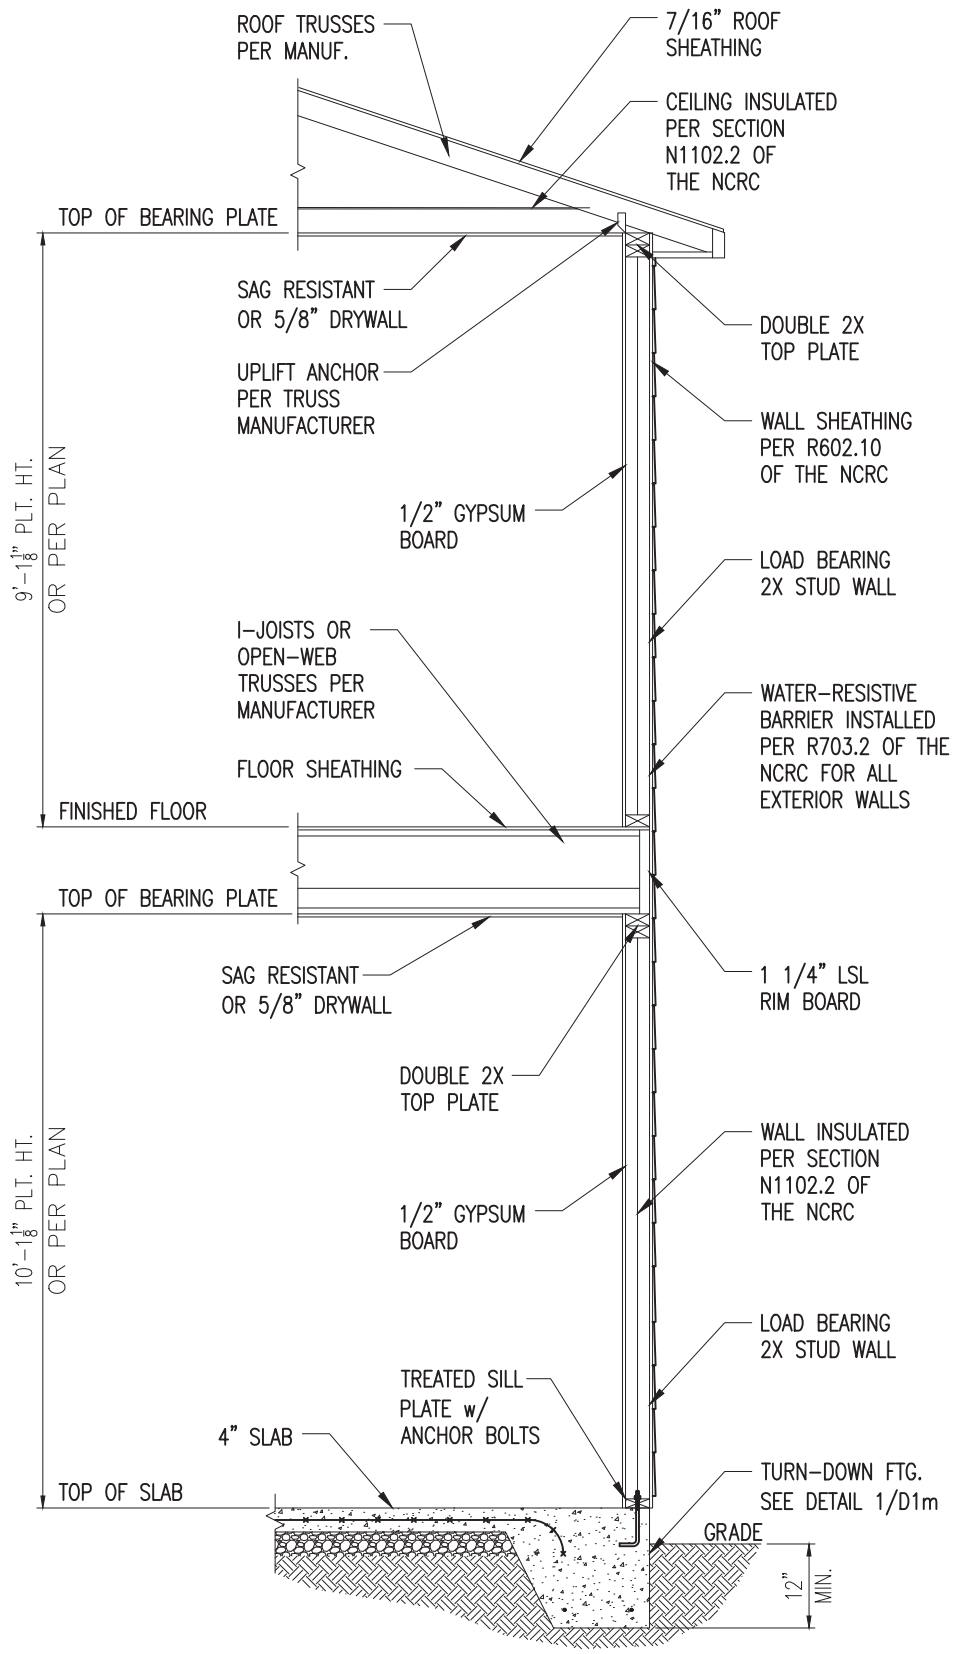 ROOF TRUSSES
PER MANUF.
7/16” ROOF
SHEATHING
CEILING INSULATED
PER SECTION
N1102.2 OF
THE NCRC
TOP OF BEARING PLATE
SAG RESISTANT
OR 5/8” DRYWALL
DOUBLE 2X
TOP PLATE
UPLIFT ANCHOR
PER TRUSS
MANUFACTURER
WALL SHEATHING
PER R602.10
OF THE NCRC
9’-1 1/8” PLT. HT.
OR PER PLAN
1/2” GYPSUM
BOARD
LOAD BEARING
2X STUD WALL
I-JOISTS OR
OPEN-WEB
TRUSSES PER
MANUFACTURER
WATER-RESISTIVE
BARRIER INSTALLED
PER R703.2 OF THE
NCRC FOR ALL
EXTERIOR WALLS
FLOOR SHEATHING
FINISHED FLOOR
TOP OF BEARING PLATE
SAG RESISTANT
OR 5/8” DRYWALL
1 1/4” LSL
RIM BOARD
DOUBLE 2X
TOP PLATE
WALL INSULATED
PER SECTION
N1102.2 OF
THE NCRC
10’-1 1/8” PLT. HT.
OR PER PLAN
1/2” GYPSUM
BOARD
LOAD BEARING
2X STUD WALL
TREATED SILL
PLATE w/
ANCHOR BOLTS
4” SLAB
TURN-DOWN FTG.
SEE DETAIL 1/D1m
TOP OF SLAB
GRADE
12”
MIN.